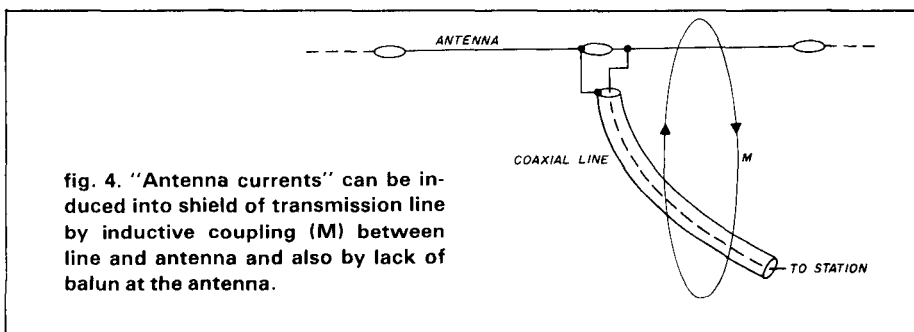 ANTENNA
COAXIAL LINE
M
TO STATION
fig. 4. "Antenna currents" can be in-
duced into shield of transmission line
by inductive coupling (M) between
line and antenna and also by lack of
balun at the antenna.